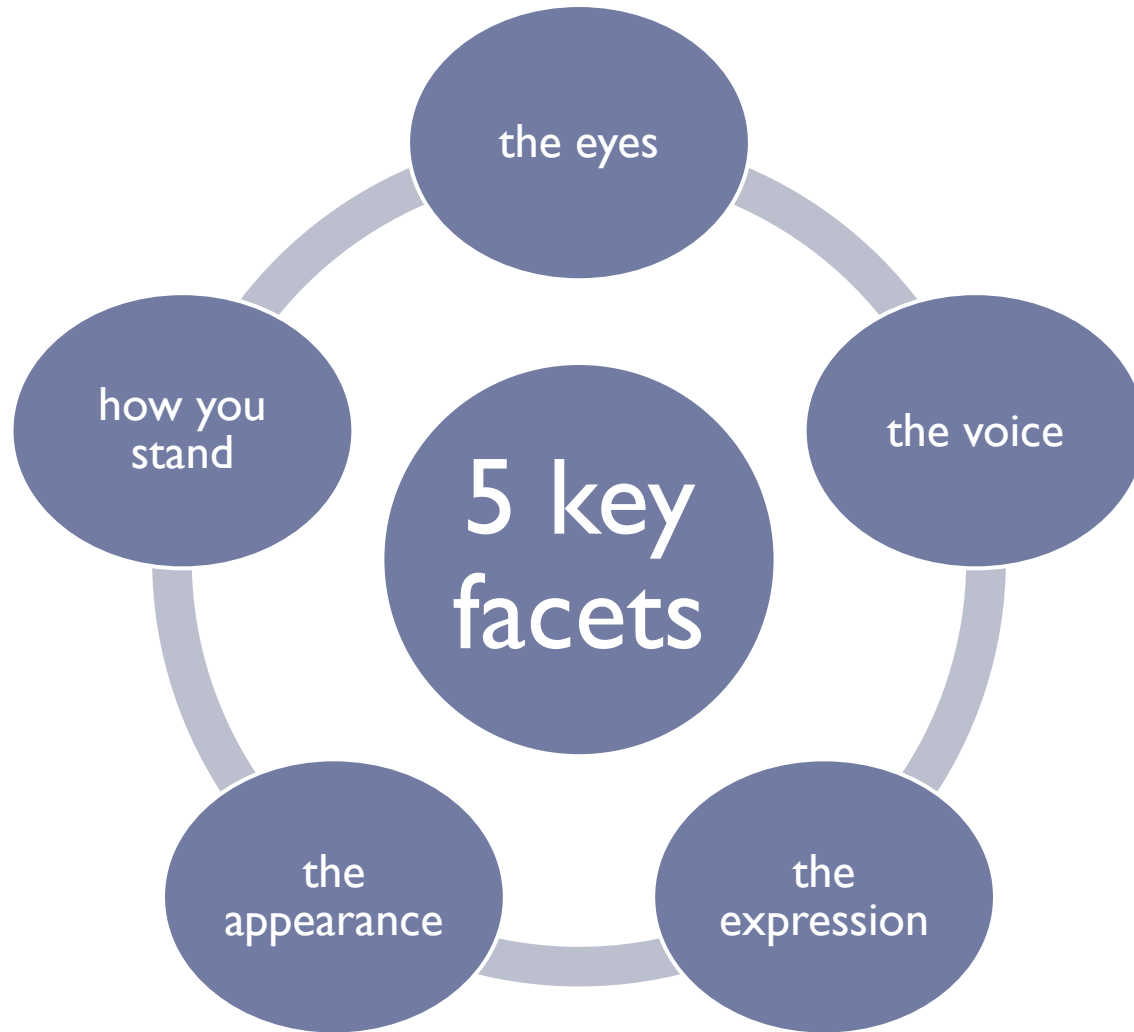 the eyes
how you
stand
the voice
5 key
facets
the
appearance
the
expression